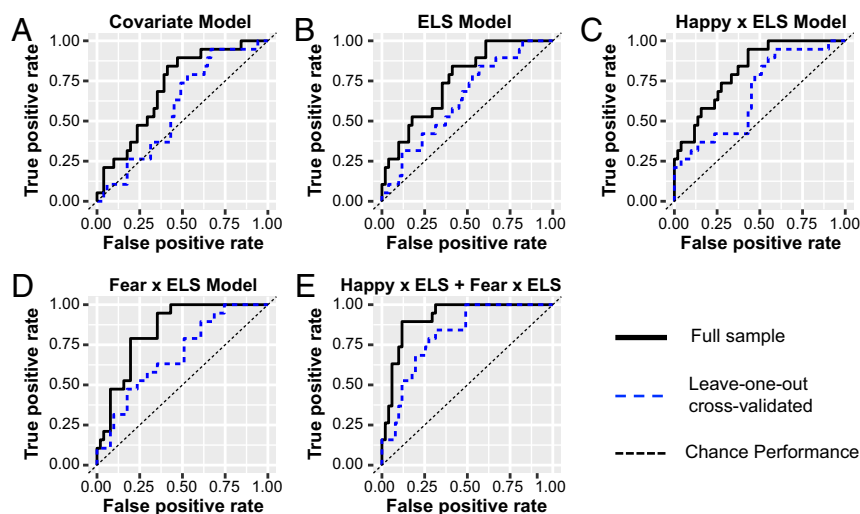 A
Covariate Model
True positive rate
1.00
0.75
0.50
0.25
0.00
0.00 0.25 0.50 0.75 1.00
False positive rate
B
ELS Model
True positive rate
1.00
0.75
0.50
0.25
0.00
0.00 0.25 0.50 0.75 1.00
False positive rate
C
Happy x ELS Model
True positive rate
1.00
0.75
0.50
0.25
0.00
0.00 0.25 0.50 0.75 1.00
False positive rate
D
Fear x ELS Model
True positive rate
1.00
0.75
0.50
0.25
0.00
0.00 0.25 0.50 0.75 1.00
False positive rate
E
Happy x ELS + Fear x ELS
True positive rate
1.00
0.75
0.50
0.25
0.00
0.00 0.25 0.50 0.75 1.00
False positive rate
Full sample
Leave-one-out
cross-validated
Chance Performance